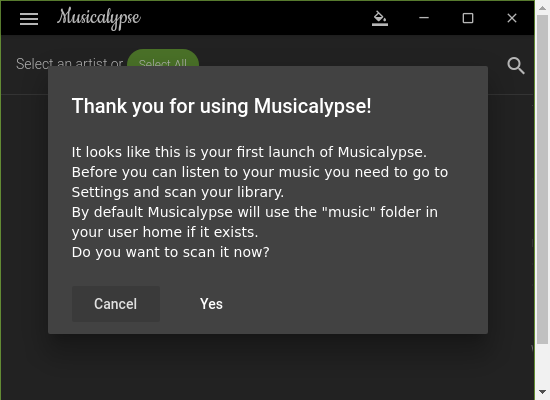 Musicalypse
Select an artist or Select All
Thank you for using Musicalypse!
It looks like this is your first launch of Musicalypse.
Before you can listen to your music you need to go to
Settings and scan your library.
By default Musicalypse will use the "music" folder in
your user home if it exists.
Do you want to scan it now?
Cancel Yes